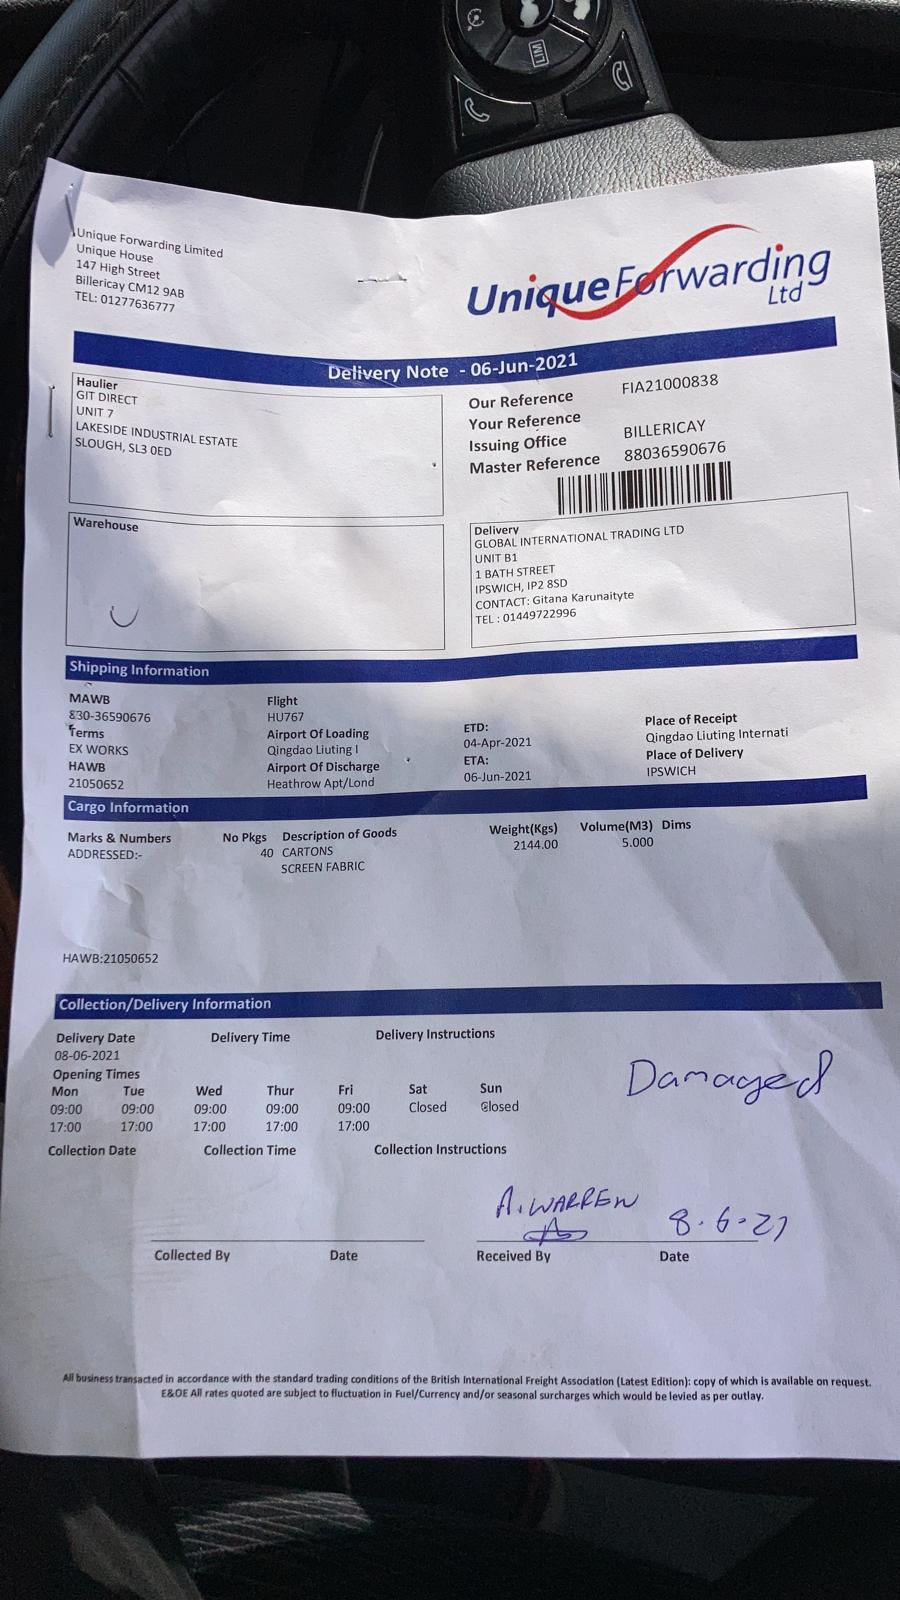 LIM
Unique Forwarding Limited
Unique House
147 High Street
Billericay CM12 9AB
TEL: 01277636777
UniqueForwarding
Ltd
Delivery Note - 06-Jun-2021
Haulier
GIT DIRECT
UNIT 7
LAKESIDE INDUSTRIAL ESTATE
SLOUGH, SL3 0ED
Our Reference FIA21000838
Your Reference
Issuing Office BILLERICAY
Master Reference 88036590676
Warehouse
Delivery
GLOBAL INTERNATIONAL TRADING LTD
UNIT B1
1 BATH STREET
IPSWICH, IP2 8SD
CONTACT: Gitana Karunaityte
TEL : 01449722996
Shipping Information
MAWB
880-36590676
Terms
EX WORKS
HAWB
21050652
Flight
HU767
Airport Of Loading
Qingdao Liuting I
Airport Of Discharge
Heathrow Apt/Lond
ETD:
04-Apr-2021
ETA:
06-Jun-2021
Place of Receipt
Qingdao Liuting Internati
Place of Delivery
IPSWICH
Cargo Information
Marks & Numbers No Pkgs Description of Goods Weight(Kgs) Volume(M3) Dims
ADDRESSED:- 40 CARTONS 2144.00 5.000
SCREEN FABRIC
HAWB:21050652
Collection/Delivery Information
Delivery Date Delivery Time Delivery Instructions
08-06-2021
Damaged
Opening Times
Mon Tue Wed Thur Fri Sat Sun
09:00 09:00 09:00 09:00 09:00 Closed Closed
17:00 17:00 17:00 17:00 17:00
Collection Date Collection Time Collection Instructions
A. WARREN 8.6.21
Collected By Date Received By Date
All business transacted in accordance with the standard trading conditions of the British International Freight Association (Latest Edition): copy of which is available on request.
E&OE All rates quoted are subject to fluctuation in Fuel/Currency and/or seasonal surcharges which would be levied as per outlay.